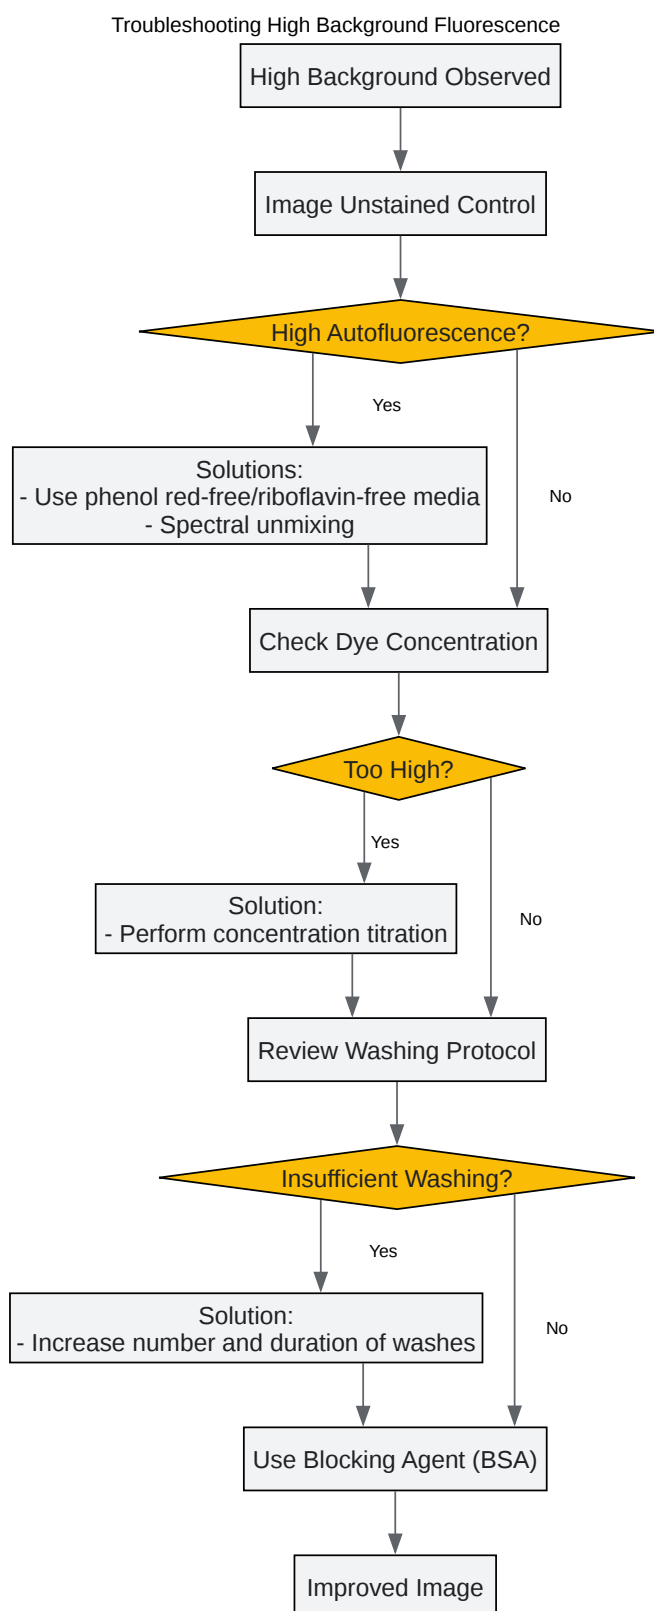 Troubleshooting High Background Fluorescence
High Background Observed
Image Unstained Control
High Autofluorescence?
Yes
Solutions:
- Use phenol red-free/riboflavin-free media
- Spectral unmixing
No
Check Dye Concentration
Too High?
Yes
Solution:
- Perform concentration titration
No
Review Washing Protocol
Insufficient Washing?
Yes
Solution:
- Increase number and duration of washes
No
Use Blocking Agent (BSA)
Improved Image